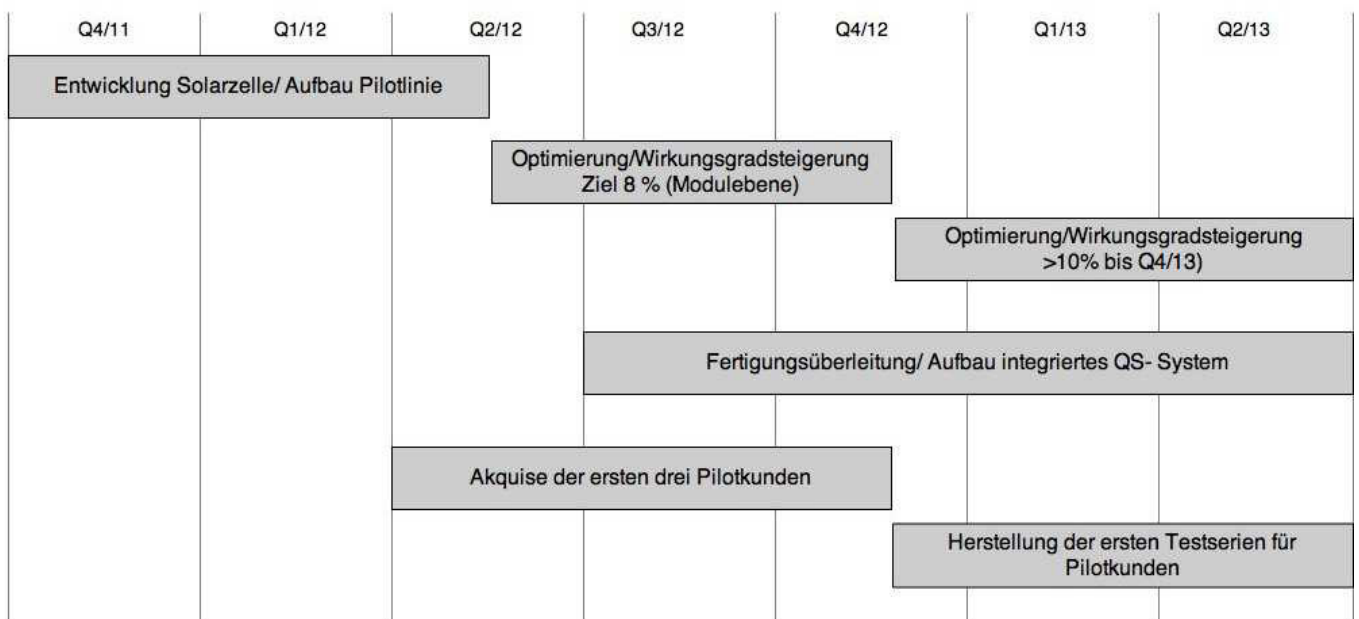 Q4/11 Q1/12 Q2/12 Q3/12 Q4/12 Q1/13 Q2/13
Entwicklung Solarzelle/ Aufbau Pilotlinie
Optimierung/Wirkungsgradsteigerung
Ziel 8 % (Modulebene)
Optimierung/Wirkungsgradsteigerung
>10% bis Q4/13)
Fertigungsüberleitung/ Aufbau integriertes QS- System
Akquise der ersten drei Pilotkunden
Herstellung der ersten Testserien für
Pilotkunden